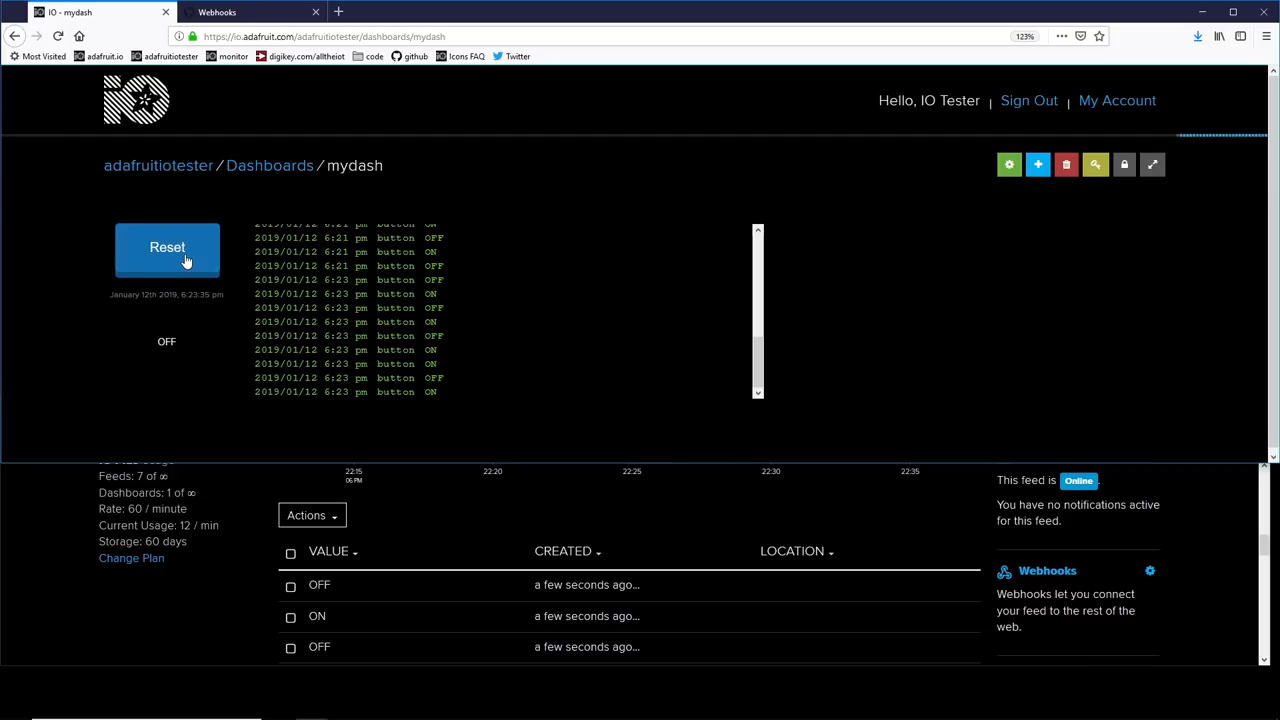 IO - mydash
Webhooks
https://io.adafruit.com/adafruitiotester/dashboards/mydash
123%
Most Visited adafruit.io adafruitiotester monitor digikey.com/alltheiot code github Icons FAQ Twitter
Hello, IO Tester | Sign Out | My Account
adafruitiotester / Dashboards / mydash
Reset
January 12th 2019, 6:23:35 pm
OFF
2019/01/12 6:21 pm button ON
2019/01/12 6:21 pm button OFF
2019/01/12 6:21 pm button ON
2019/01/12 6:21 pm button OFF
2019/01/12 6:23 pm button OFF
2019/01/12 6:23 pm button ON
2019/01/12 6:23 pm button OFF
2019/01/12 6:23 pm button ON
2019/01/12 6:23 pm button OFF
2019/01/12 6:23 pm button ON
2019/01/12 6:23 pm button ON
2019/01/12 6:23 pm button OFF
2019/01/12 6:23 pm button ON
Feeds: 7 of ∞
Dashboards: 1 of ∞
Rate: 60 / minute
Current Usage: 12 / min
Storage: 60 days
Change Plan
22:15 22:20 22:25 22:30 22:35
06 PM
Actions
VALUE CREATED LOCATION
OFF a few seconds ago...
ON a few seconds ago...
OFF a few seconds ago...
This feed is Online.
You have no notifications active
for this feed.
Webhooks
Webhooks let you connect
your feed to the rest of the
web.